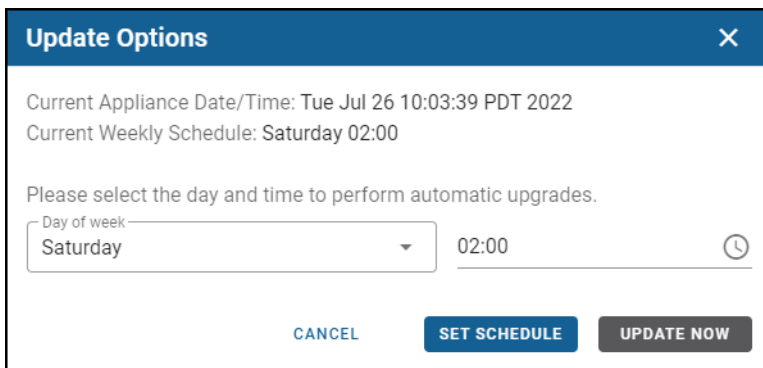 Update Options
Current Appliance Date/Time: Tue Jul 26 10:03:39 PDT 2022
Current Weekly Schedule: Saturday 02:00
Please select the day and time to perform automatic upgrades.
Day of week
Saturday 02:00
CANCEL SET SCHEDULE UPDATE NOW